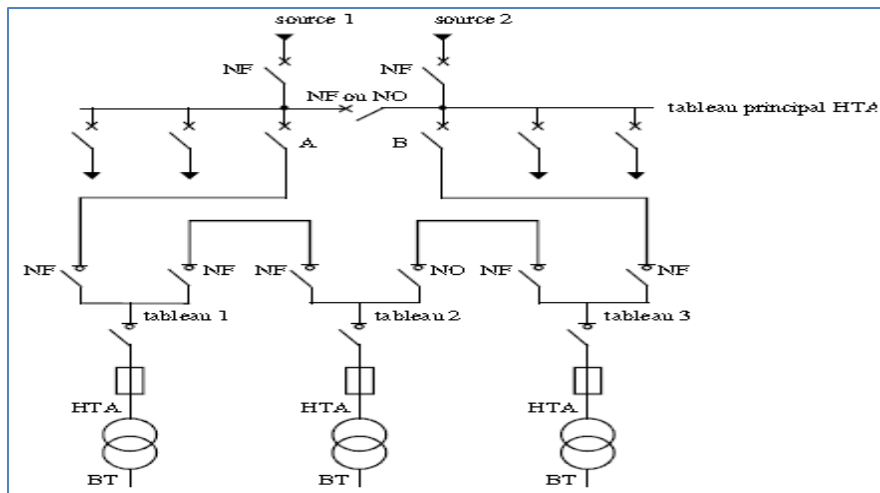 source 1
source 2
NF
NF
NF ou NO
tableau principal HTA
A
B
NF
NF
NF
NO
NF
NF
tableau 1
tableau 2
tableau 3
HTA
HTA
HTA
BT
BT
BT